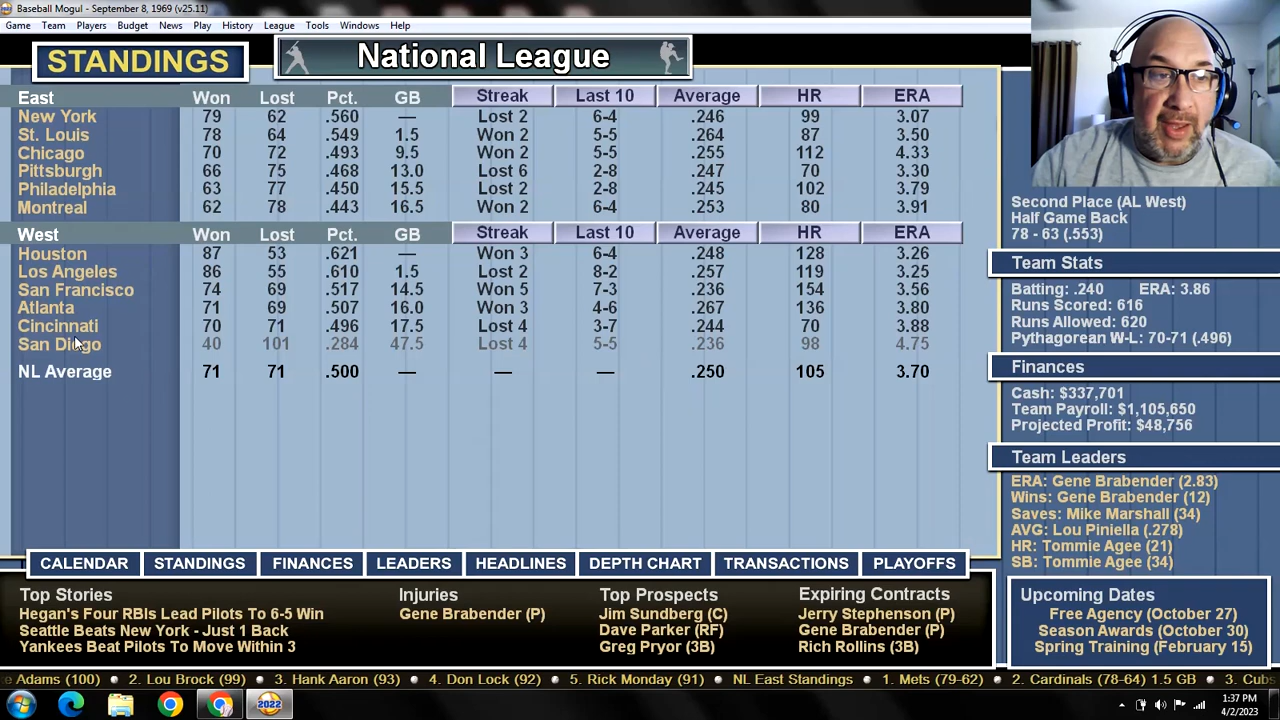 Baseball Mogul - September 8, 1969 (v25.11)
Game Team Players Budget News Play History League Tools Windows Help
STANDINGS
National League
East Won Lost Pct. GB Streak Last 10 Average HR ERA
New York 79 62 .560 — Lost 2 6-4 .246 99 3.07
St. Louis 78 64 .549 1.5 Won 2 5-5 .264 87 3.50
Chicago 70 72 .493 9.5 Won 2 5-5 .255 112 4.33
Pittsburgh 66 75 .468 13.0 Lost 6 2-8 .247 70 3.30
Philadelphia 63 77 .450 15.5 Lost 2 2-8 .245 102 3.79
Montreal 62 78 .443 16.5 Won 2 6-4 .253 80 3.91
West Won Lost Pct. GB Streak Last 10 Average HR ERA
Houston 87 53 .621 — Won 3 6-4 .248 128 3.26
Los Angeles 86 55 .610 1.5 Lost 2 8-2 .257 119 3.25
San Francisco 74 69 .517 14.5 Won 5 7-3 .236 154 3.56
Atlanta 71 69 .507 16.0 Won 3 4-6 .267 136 3.80
Cincinnati 70 71 .496 17.5 Lost 4 3-7 .244 70 3.88
San Diego 40 101 .284 47.5 Lost 4 5-5 .236 98 4.75
NL Average 71 71 .500 — — — .250 105 3.70
Second Place (AL West)
Half Game Back
78 - 63 (.553)
Team Stats
Batting: .240 ERA: 3.86
Runs Scored: 616
Runs Allowed: 620
Pythagorean W-L: 70-71 (.496)
Finances
Cash: $337,701
Team Payroll: $1,105,650
Projected Profit: $48,756
Team Leaders
ERA: Gene Brabender (2.83)
Wins: Gene Brabender (12)
Saves: Mike Marshall (34)
AVG: Lou Piniella (.278)
HR: Tommie Agee (21)
SB: Tommie Agee (34)
CALENDAR STANDINGS FINANCES LEADERS HEADLINES DEPTH CHART TRANSACTIONS PLAYOFFS
Top Stories
Hegan's Four RBIs Lead Pilots To 6-5 Win
Seattle Beats New York - Just 1 Back
Yankees Beat Pilots To Move Within 3
Injuries
Gene Brabender (P)
Top Prospects
Jim Sundberg (C)
Dave Parker (RF)
Greg Pryor (3B)
Expiring Contracts
Jerry Stephenson (P)
Gene Brabender (P)
Rich Rollins (3B)
Upcoming Dates
Free Agency (October 27)
Season Awards (October 30)
Spring Training (February 15)
e Adams (100) • 2. Lou Brock (99) • 3. Hank Aaron (93) • 4. Don Lock (92) • 5. Rick Monday (91) • NL East Standings • 1. Mets (79-62) • 2. Cardinals (78-64) 1.5 GB • 3. Cubs
2022
1:37 PM
4/2/2023